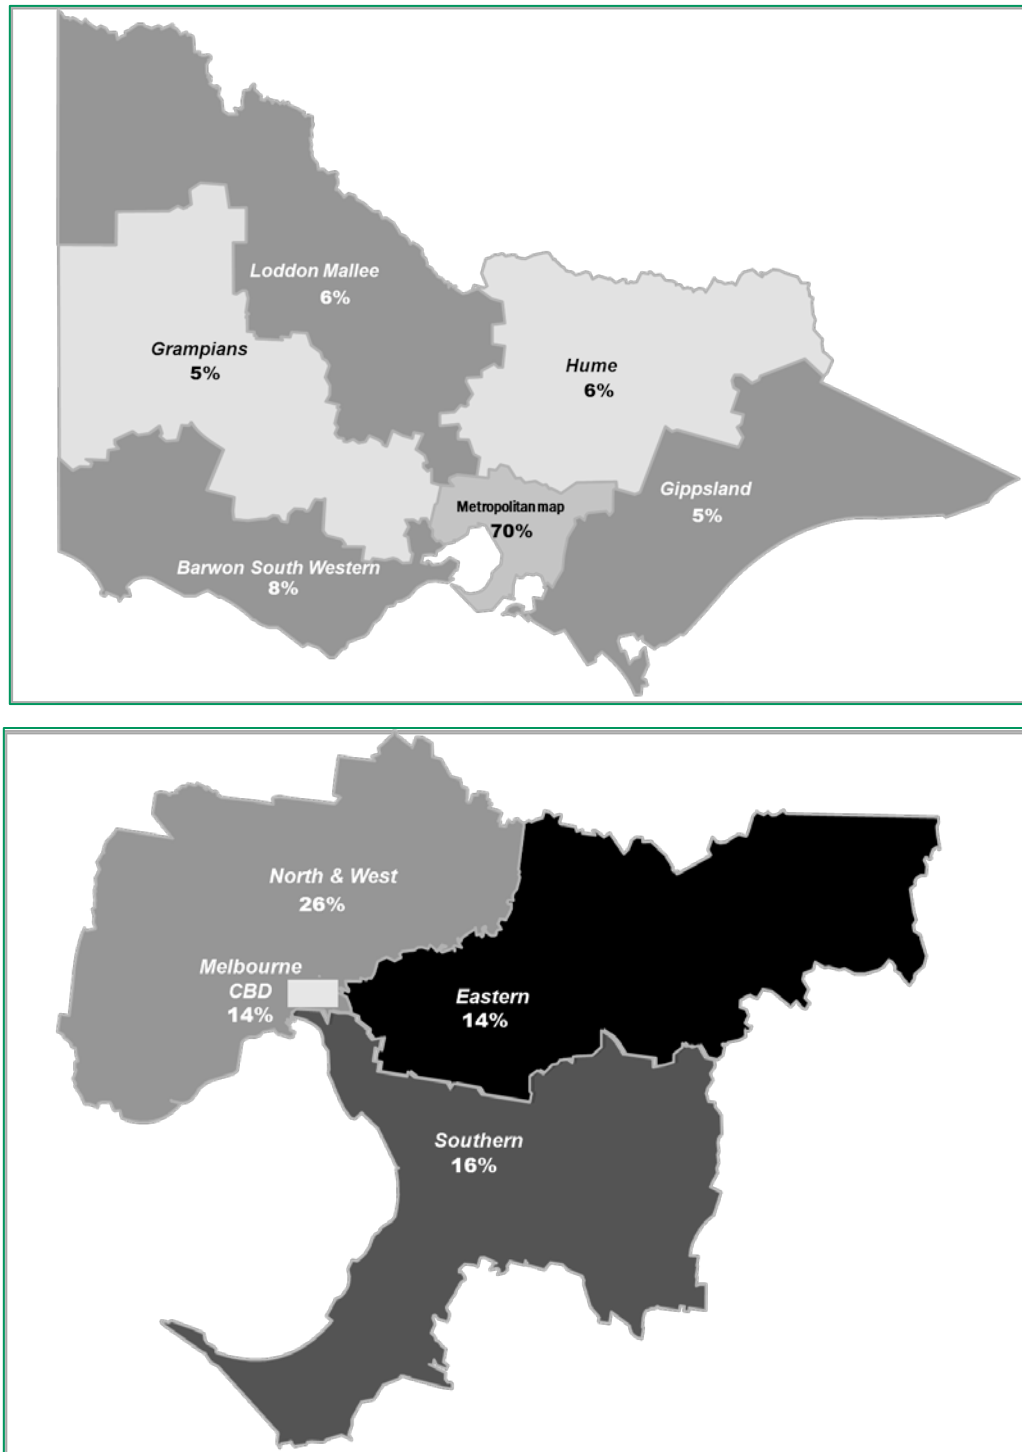 Loddon Mallee
6%
Grampians
5%
Hume
6%
Gippsland
5%
Metropolitan map
70%
Barwon South Western
8%
North & West
26%
Melbourne
CBD
14%
Eastern
14%
Southern
16%